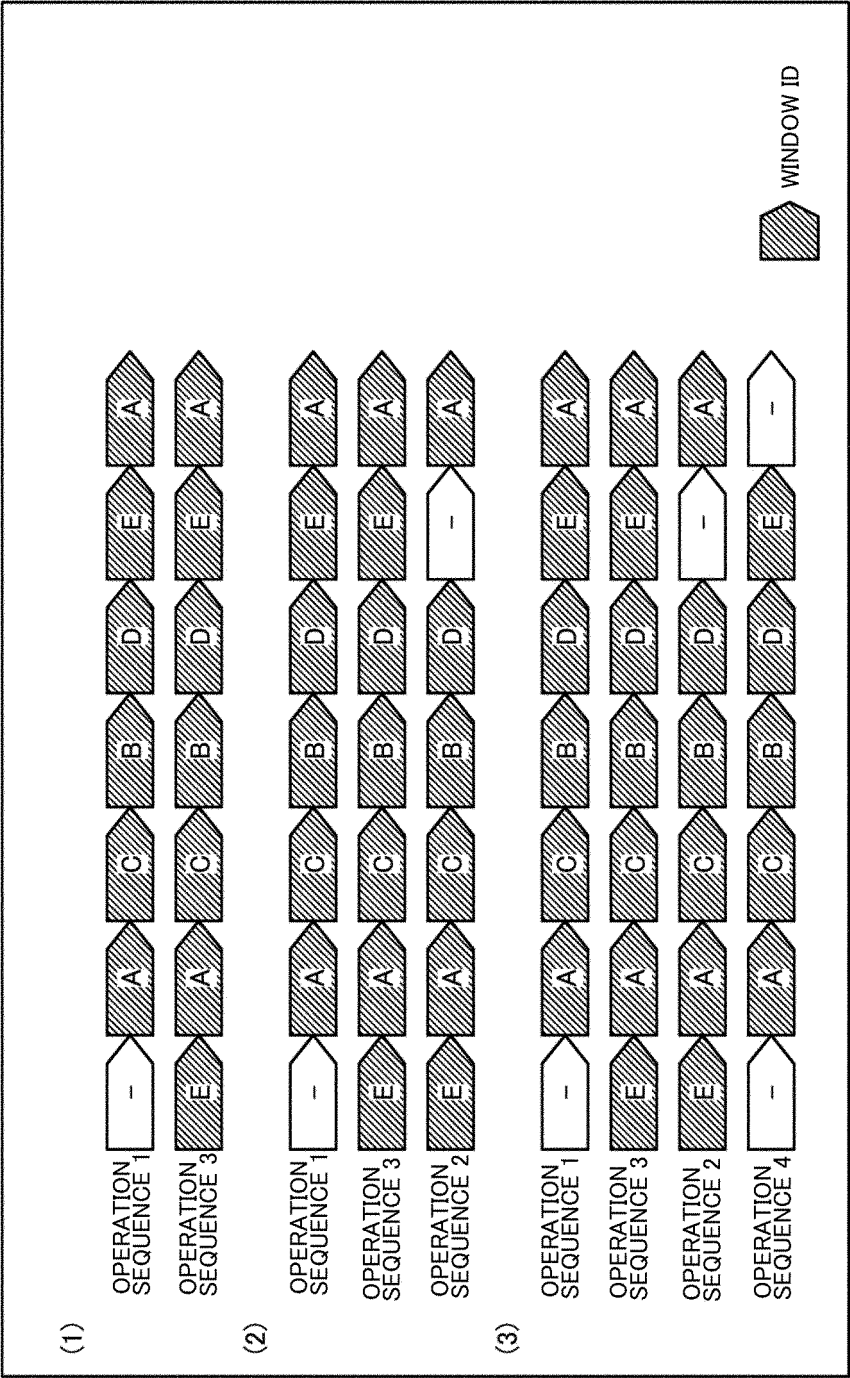 (1)
OPERATION
SEQUENCE 1
- A C B D E A
OPERATION
SEQUENCE 3
E A C B D E A
(2)
OPERATION
SEQUENCE 1
- A C B D E A
OPERATION
SEQUENCE 3
E A C B D E A
OPERATION
SEQUENCE 2
E A C B D - A
(3)
OPERATION
SEQUENCE 1
- A C B D E A
OPERATION
SEQUENCE 3
E A C B D E A
OPERATION
SEQUENCE 2
E A C B D - A
OPERATION
SEQUENCE 4
- A C B D E -
WINDOW ID